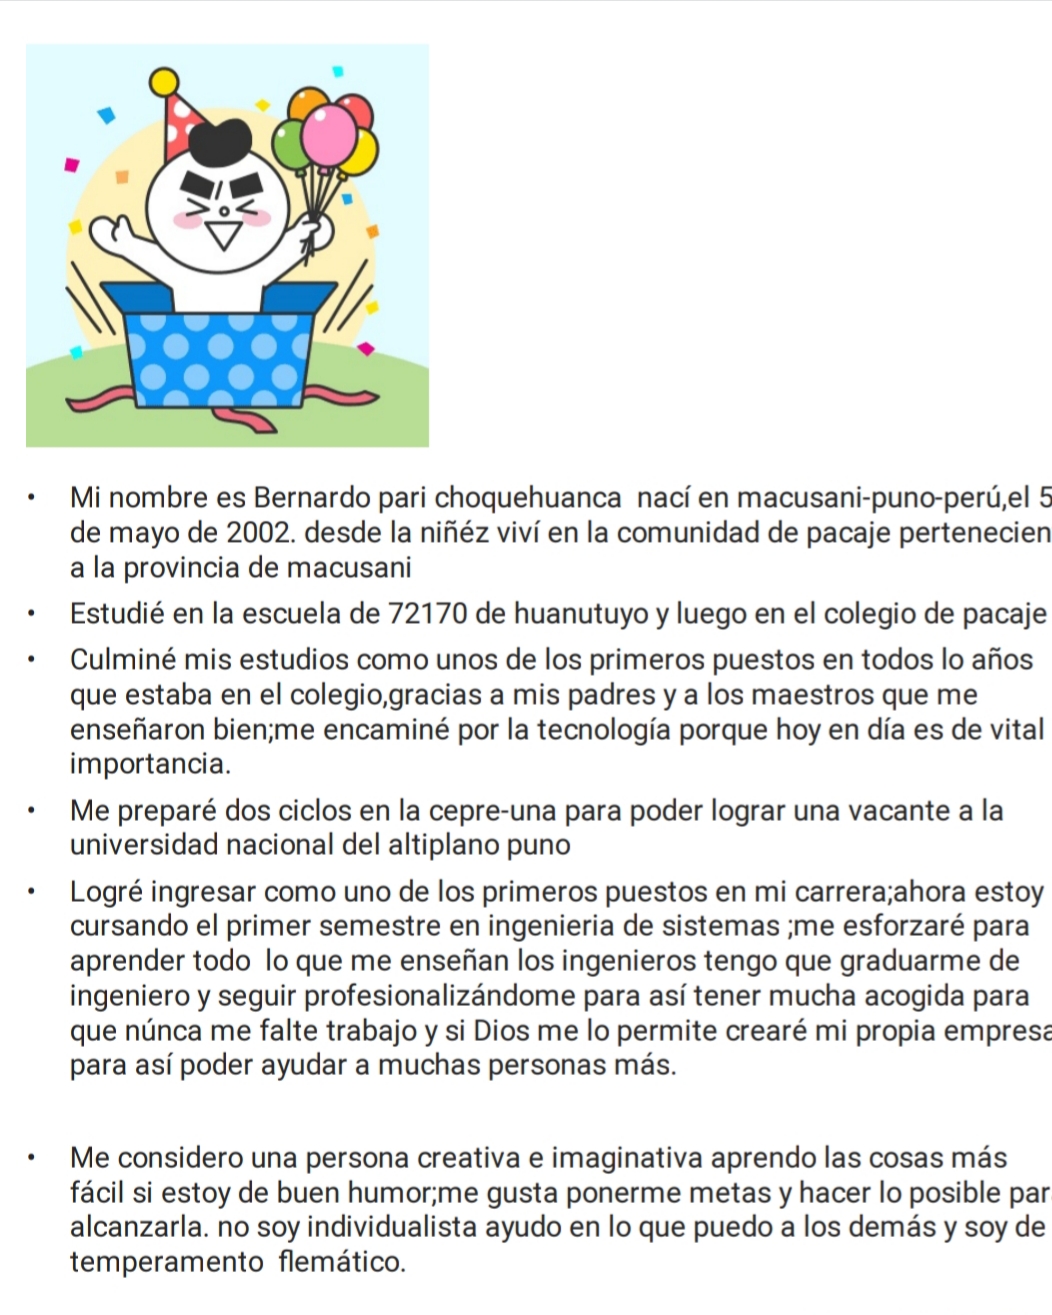 • Mi nombre es Bernardo pari choquehuanca  nací en macusani-puno-perú,el 5
de mayo de 2002. desde la niñéz viví en la comunidad de pacaje pertenecien
a la provincia de macusani
• Estudié en la escuela de 72170 de huanutuyo y luego en el colegio de pacaje
• Culminé mis estudios como unos de los primeros puestos en todos lo años
que estaba en el colegio,gracias a mis padres y a los maestros que me
enseñaron bien;me encaminé por la tecnología porque hoy en día es de vital
importancia.
• Me preparé dos ciclos en la cepre-una para poder lograr una vacante a la
universidad nacional del altiplano puno
• Logré ingresar como uno de los primeros puestos en mi carrera;ahora estoy
cursando el primer semestre en ingenieria de sistemas ;me esforzaré para
aprender todo  lo que me enseñan los ingenieros tengo que graduarme de
ingeniero y seguir profesionalizándome para así tener mucha acogida para
que núnca me falte trabajo y si Dios me lo permite crearé mi propia empresa
para así poder ayudar a muchas personas más.
• Me considero una persona creativa e imaginativa aprendo las cosas más
fácil si estoy de buen humor;me gusta ponerme metas y hacer lo posible par
alcanzarla. no soy individualista ayudo en lo que puedo a los demás y soy de
temperamento  flemático.